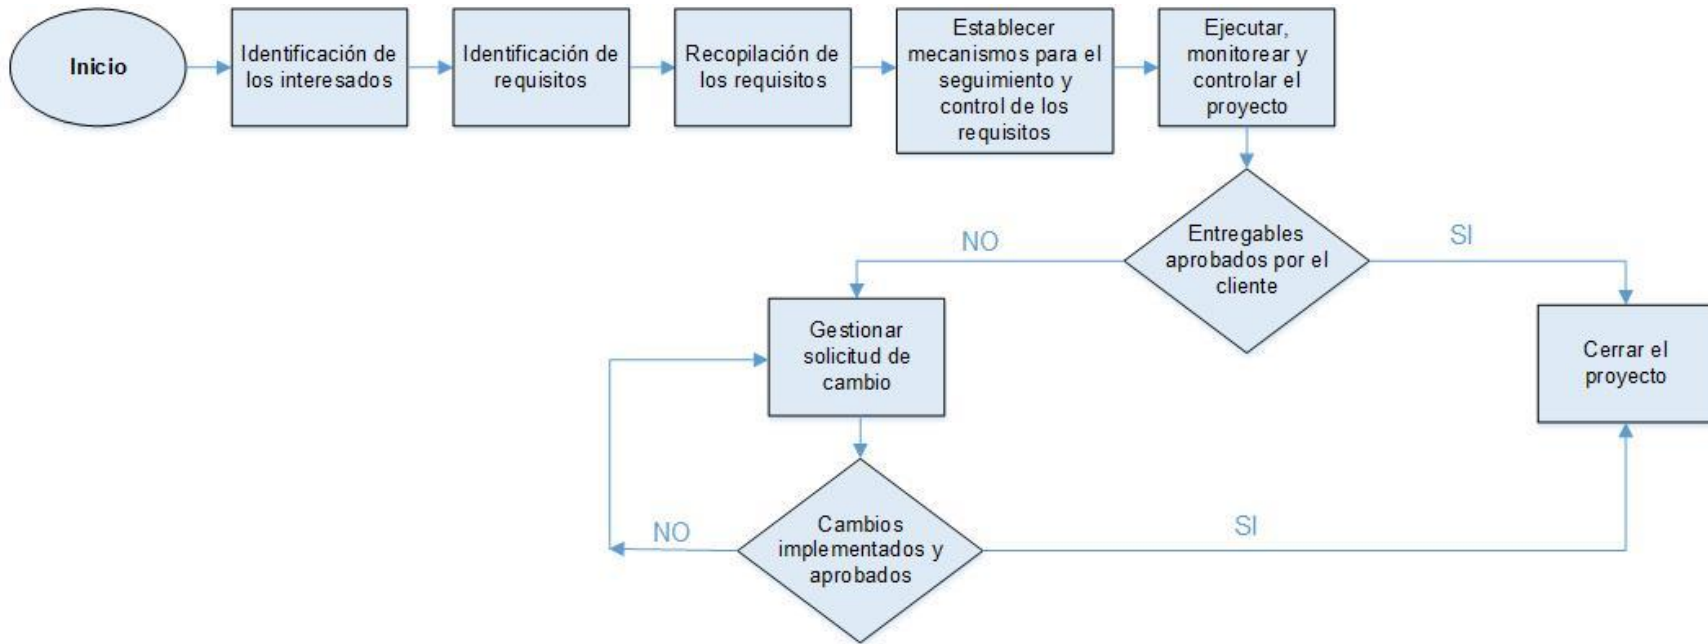 Inicio
Identificación de
los interesados
Identificación de
requisitos
Recopilación de
los requisitos
Establecer
mecanismos para el
seguimiento y
control de los
requisitos
Ejecutar,
monitorear y
controlar el
proyecto
Entregables
aprobados por el
cliente
NO
SI
Gestionar
solicitud de
cambio
Cerrar el
proyecto
Cambios
implementados y
aprobados
NO
SI